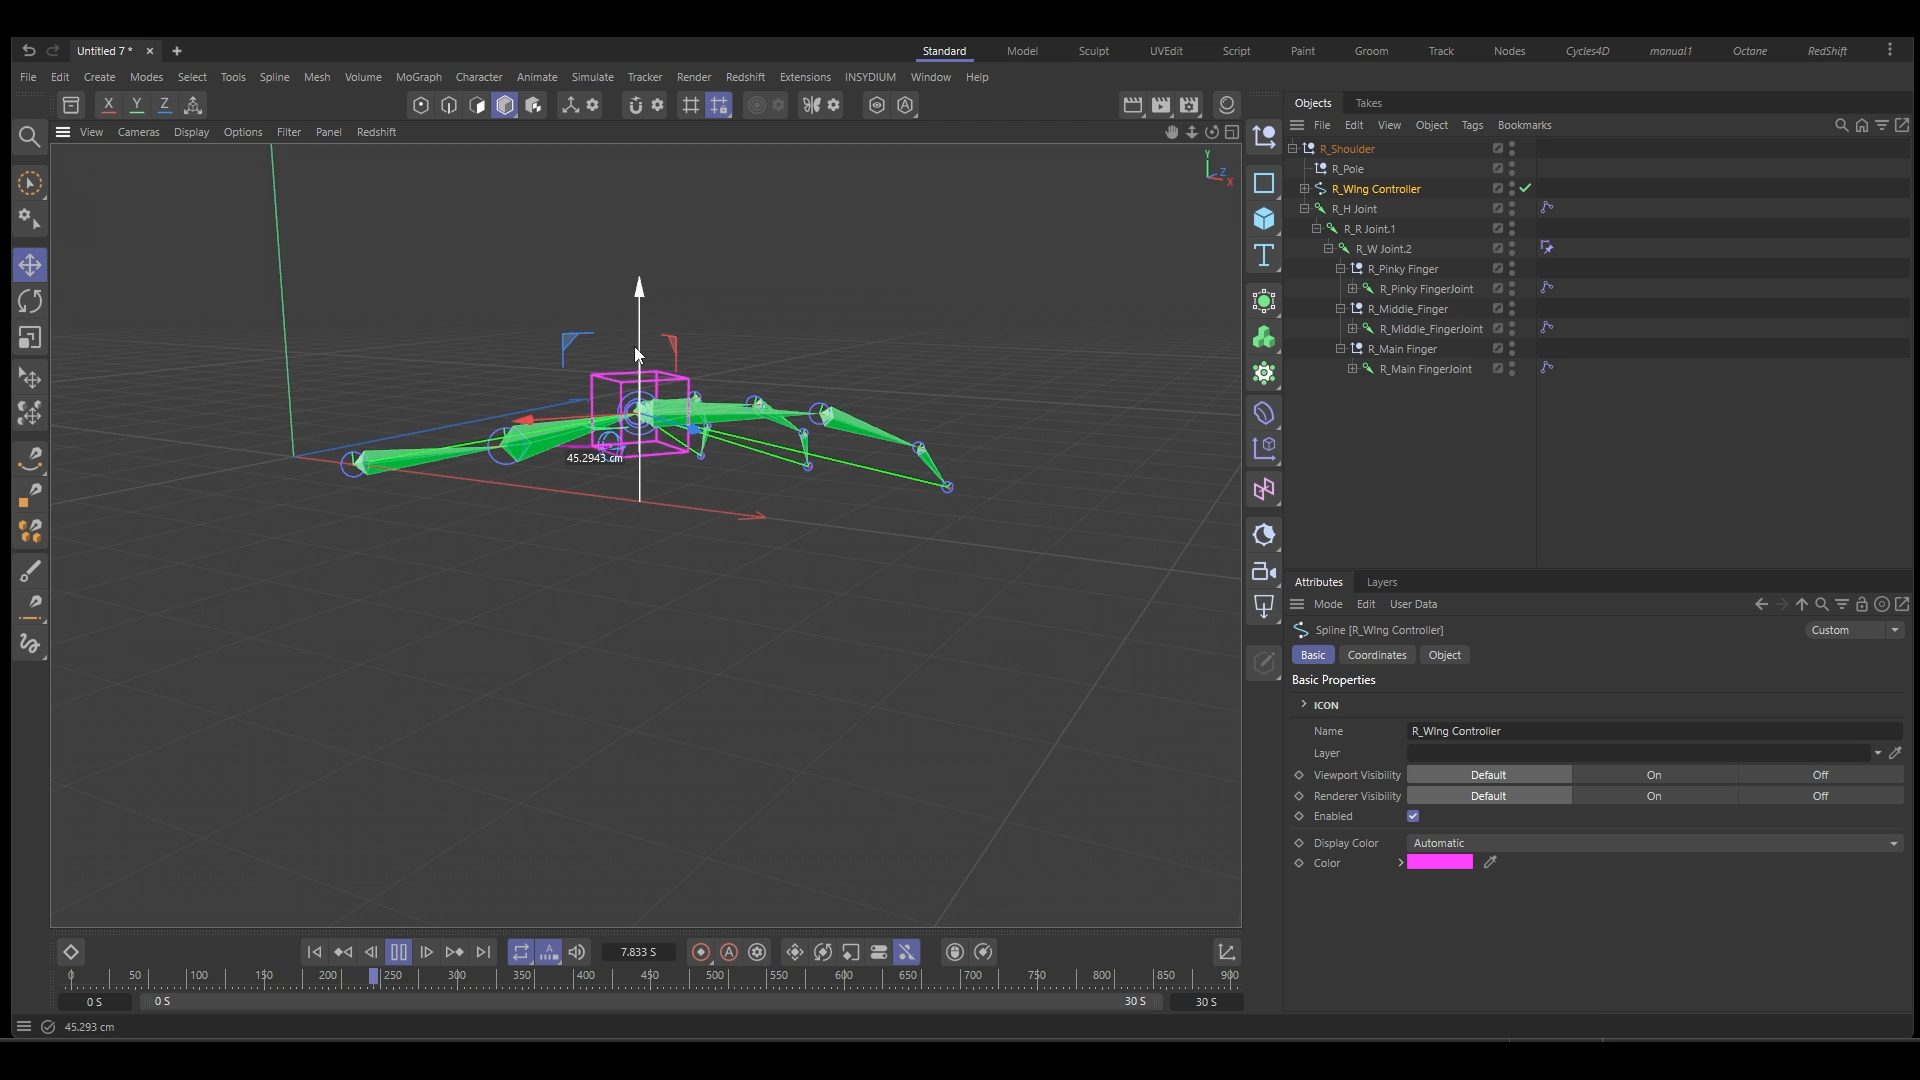 Untitled 7 *
Standard Model Sculpt UVEdit Script Paint Groom Track Nodes Cycles4D manual1 Octane RedShift
File Edit Create Modes Select Tools Spline Mesh Volume MoGraph Character Animate Simulate Tracker Render Redshift Extensions INSYDIUM Window Help
X Y Z
View Cameras Display Options Filter Panel Redshift
Y
Z
X
45.2943 cm
Objects Takes
File Edit View Object Tags Bookmarks
R_Shoulder
R_Pole
R_WIng Controller
R_H Joint
R_R Joint.1
R_W Joint.2
R_Pinky Finger
R_Pinky FingerJoint
R_Middle_Finger
R_Middle_FingerJoint
R_Main Finger
R_Main FingerJoint
Attributes Layers
Mode Edit User Data
Spline [R_WIng Controller] Custom
Basic Coordinates Object
Basic Properties
ICON
Name R_WIng Controller
Layer
Viewport Visibility Default On Off
Renderer Visibility Default On Off
Enabled
Display Color Automatic
Color
7.833 S
0 50 100 150 200 250 300 350 400 450 500 550 600 650 700 750 800 850 900
0 S 0 S 30 S 30 S
45.293 cm